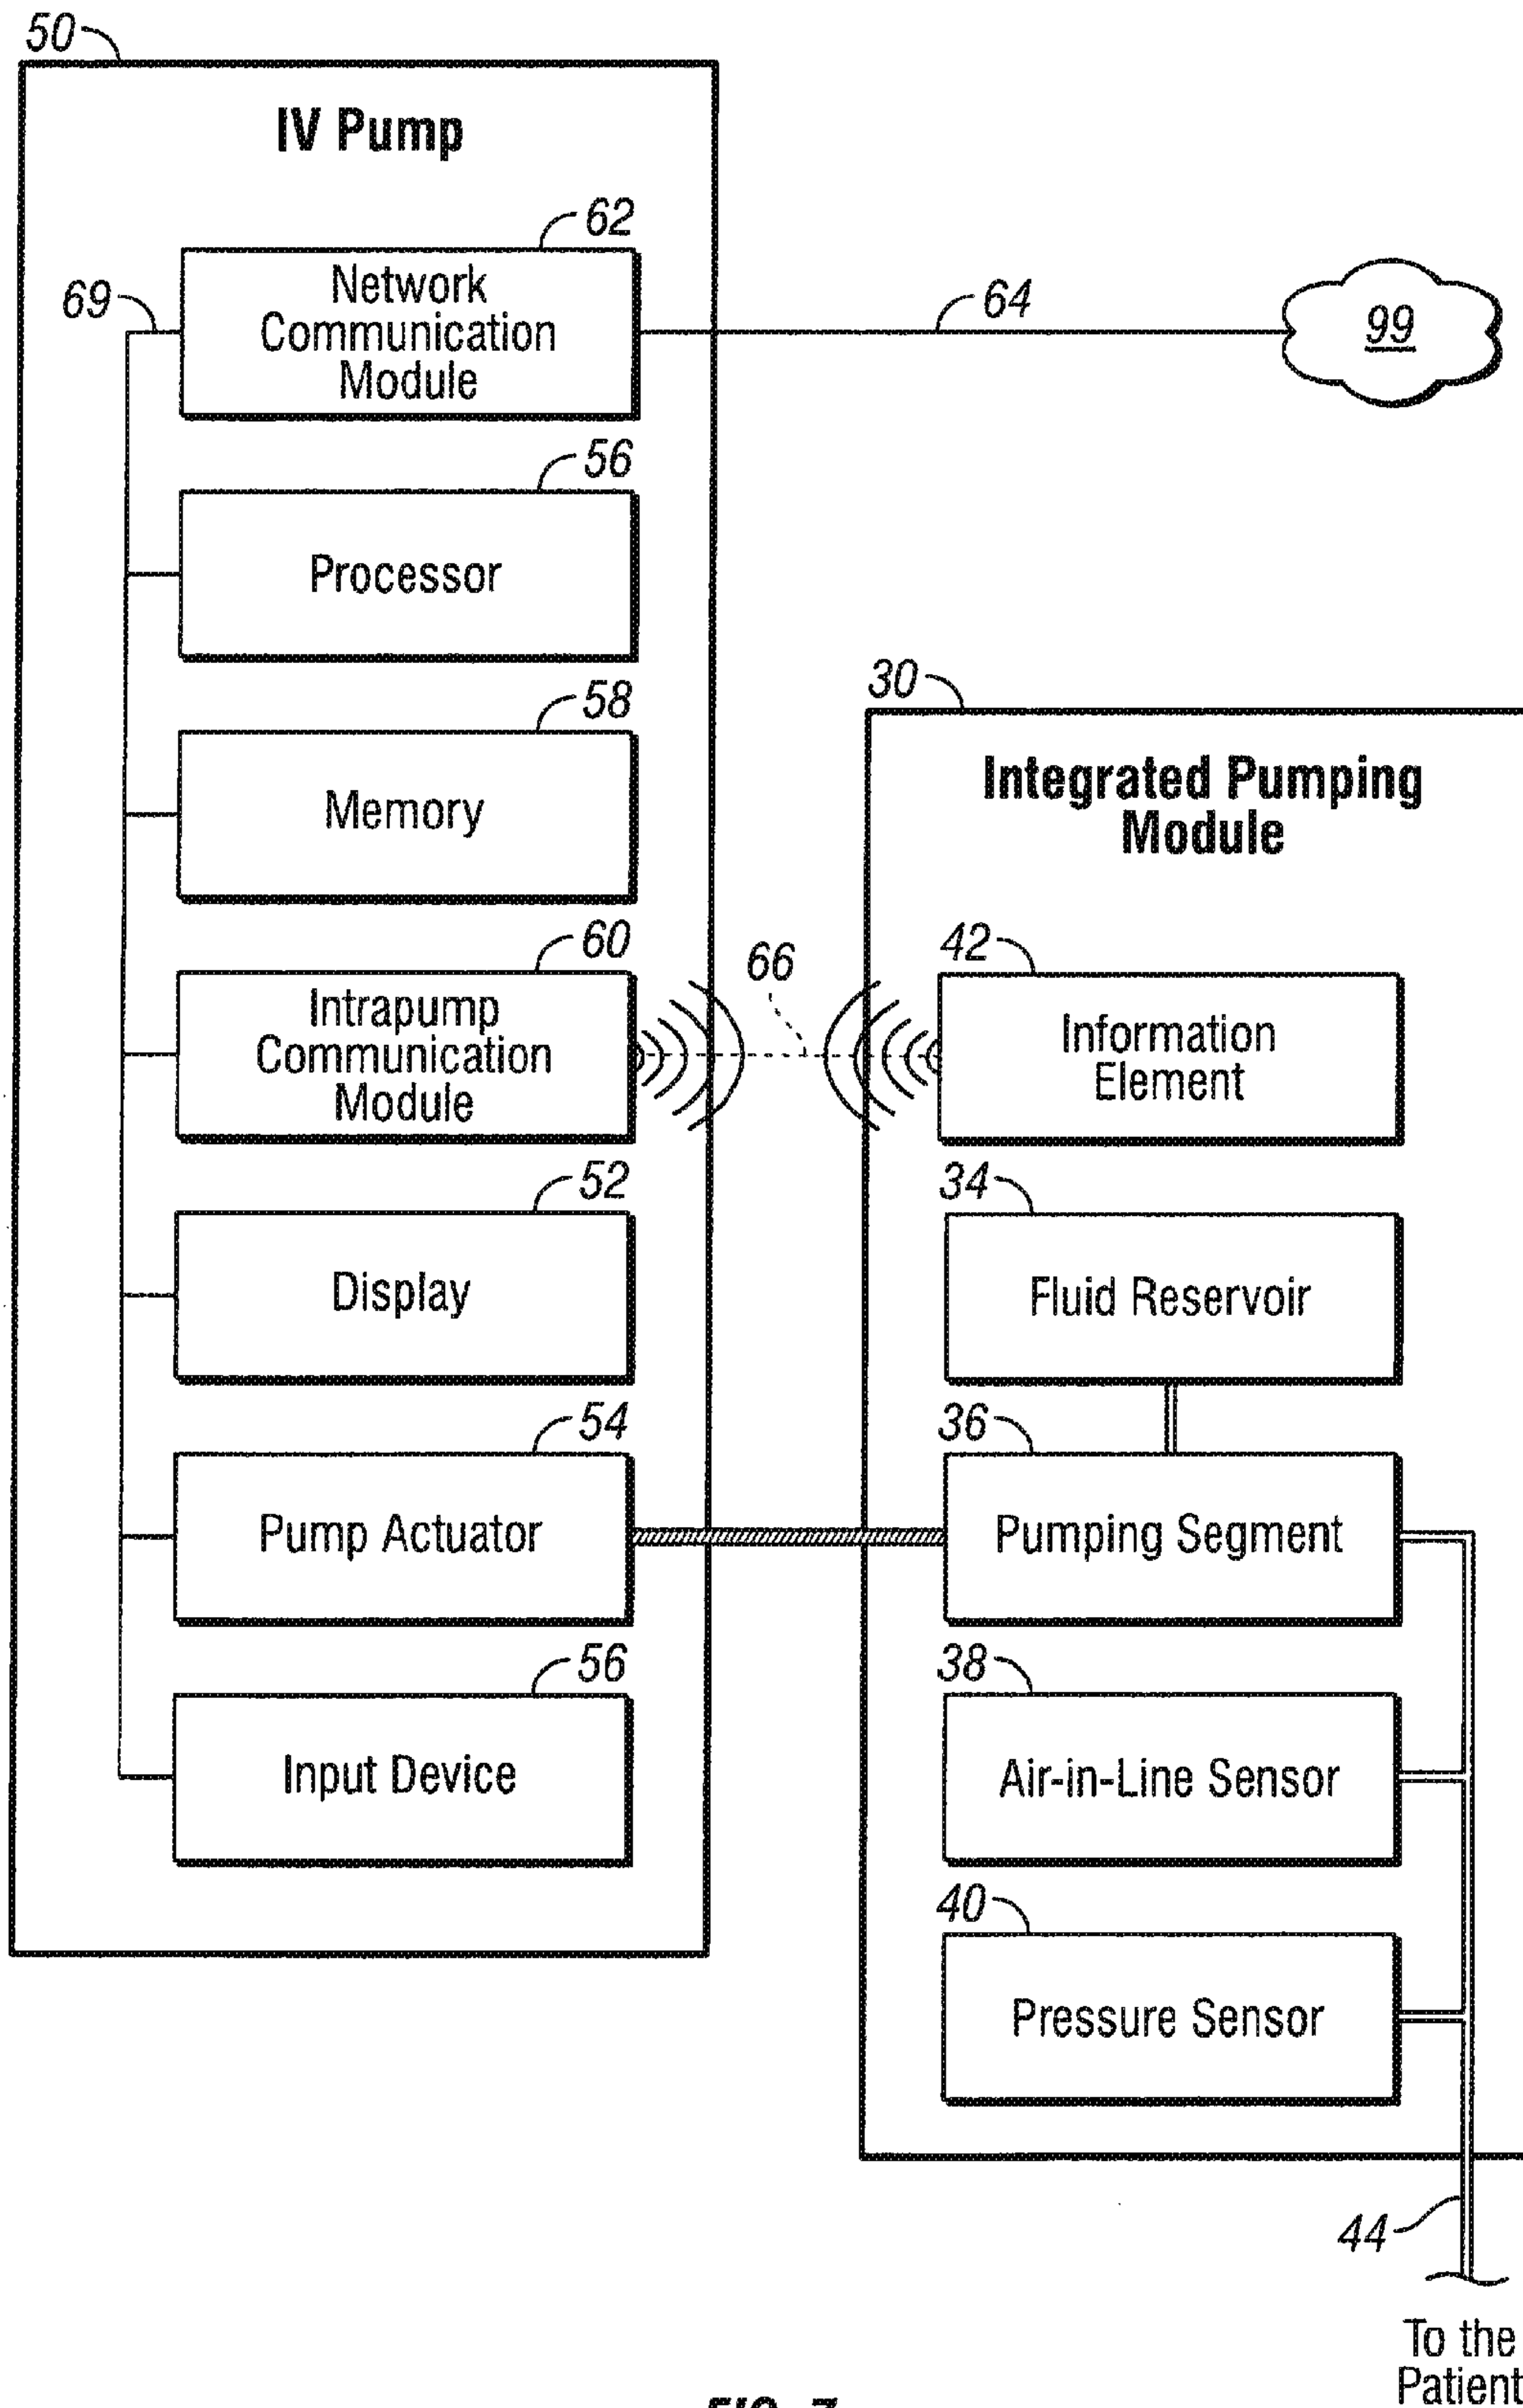 50
IV Pump
62
Network
Communication
Module
69
64
99
56
Processor
58
Memory
60
Intrapump
Communication
Module
66
52
Display
54
Pump Actuator
56
Input Device
30
Integrated Pumping
Module
42
Information
Element
34
Fluid Reservoir
36
Pumping Segment
38
Air-in-Line Sensor
40
Pressure Sensor
44
To the
Patient